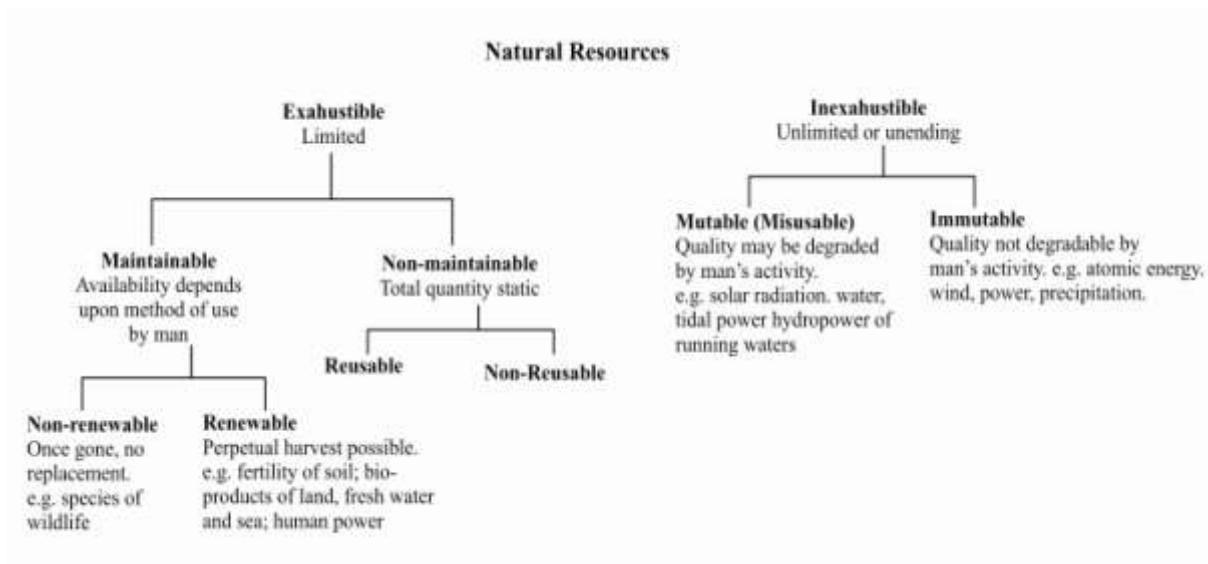 Natural Resources
Exahustible
Limited
Inexahustible
Unlimited or unending
Maintainable
Availability depends
upon method of use
by man
Non-maintainable
Total quantity static
Mutable (Misusable)
Quality may be degraded
by man's activity.
e.g. solar radiation. water,
tidal power hydropower of
running waters
Immutable
Quality not degradable by
man's activity. e.g. atomic energy.
wind, power, precipitation.
Reusable
Non-Reusable
Non-renewable
Once gone, no
replacement.
e.g. species of
wildlife
Renewable
Perpetual harvest possible.
e.g. fertility of soil; bio-
products of land, fresh water
and sea; human power